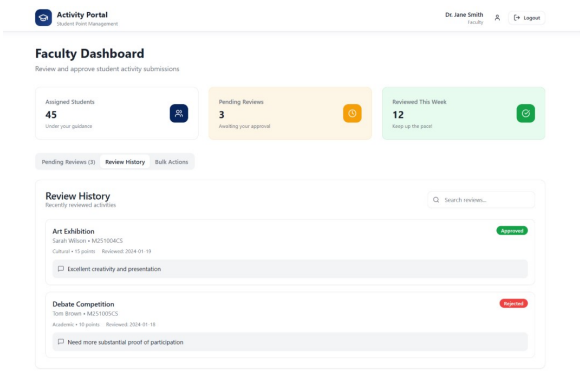 Activity Portal
Student Point Management
Dr. Jane Smith
Faculty
Logout
Faculty Dashboard
Review and approve student activity submissions
Assigned Students
45
Under your guidance
Pending Reviews
3
Awaiting your approval
Reviewed This Week
12
Keep up the pace!
Pending Reviews (3) Review History Bulk Actions
Review History
Recently reviewed activities
Search reviews...
Art Exhibition
Approved
Sarah Wilson • M251004CS
Cultural • 15 points Reviewed: 2024-01-19
Excellent creativity and presentation
Debate Competition
Rejected
Tom Brown • M251005CS
Academic • 10 points Reviewed: 2024-01-18
Need more substantial proof of participation